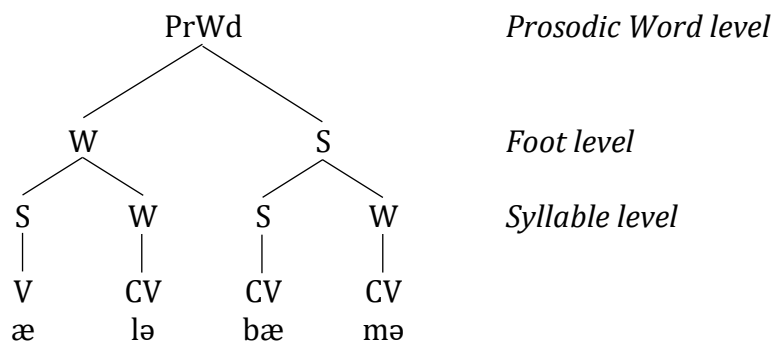 PrWd Prosodic Word level
W S Foot level
S W S W Syllable level
V CV CV CV
æ lə bæ mə